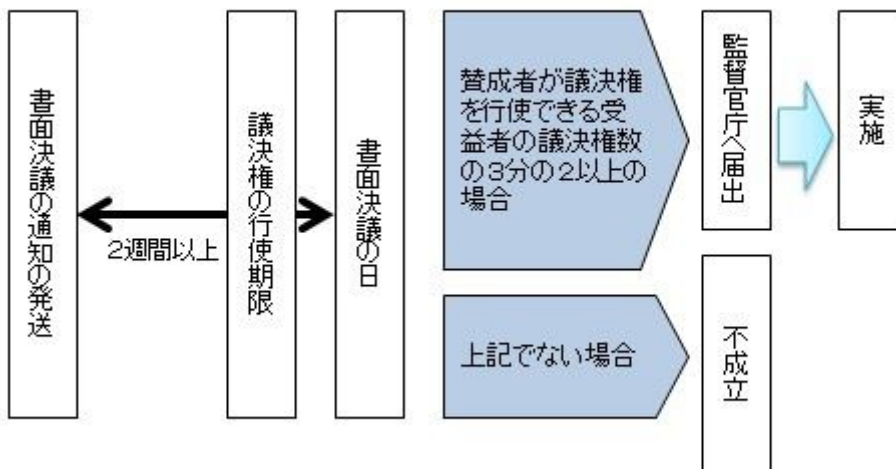 書面決議の通知の発送
2週間以上
議決権の行使期限
書面決議の日
賛成者が議決権
を行使できる受
益者の議決権数
の3分の2以上の
場合
監督官庁へ届出
実施
上記でない場合
不成立